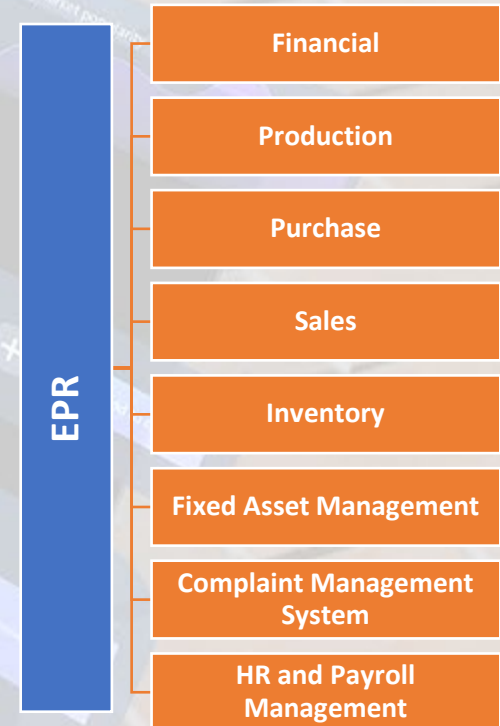 EPR
Financial
Production
Purchase
Sales
Inventory
Fixed Asset Management
Complaint Management
System
HR and Payroll
Management